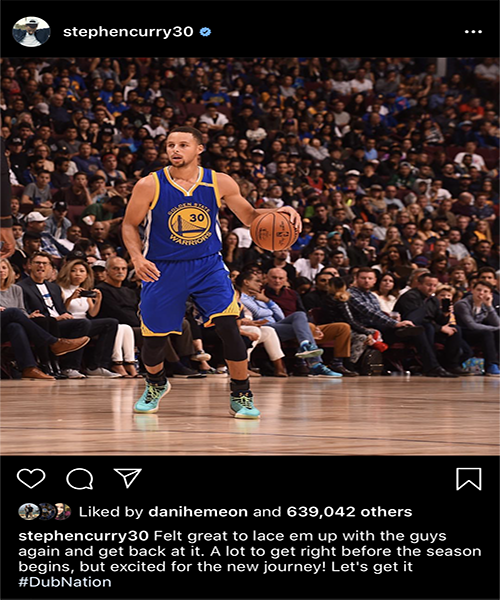 stephencurry30
GOLDEN STATE
30
WARRIORS
Liked by danihemeon and 639,042 others
stephencurry30 Felt great to lace em up with the guys
again and get back at it. A lot to get right before the season
begins, but excited for the new journey! Let's get it
#DubNation